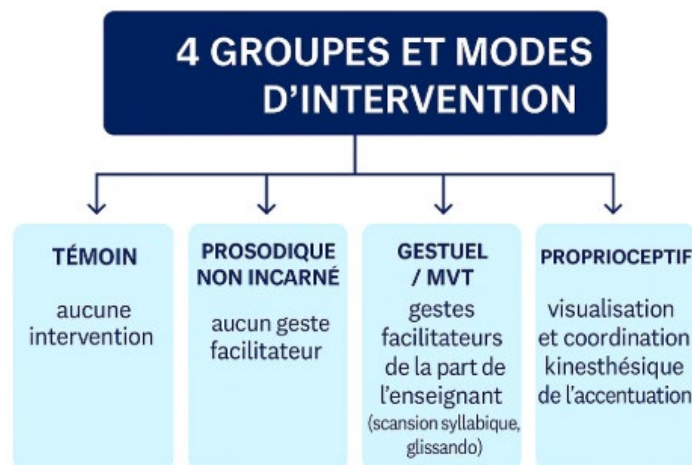 4 GROUPES ET MODES
D’INTERVENTION
TÉMOIN
aucune
intervention
PROSODIQUE
NON INCARNÉ
aucun geste
facilitateur
GESTUEL
/ MVT
gestes
facilitateurs
de la part de
l’enseignant
(scansion syllabique,
glissando)
PROPRIOCEPTIF
visualisation
et coordination
kinesthésique
de l’accentuation